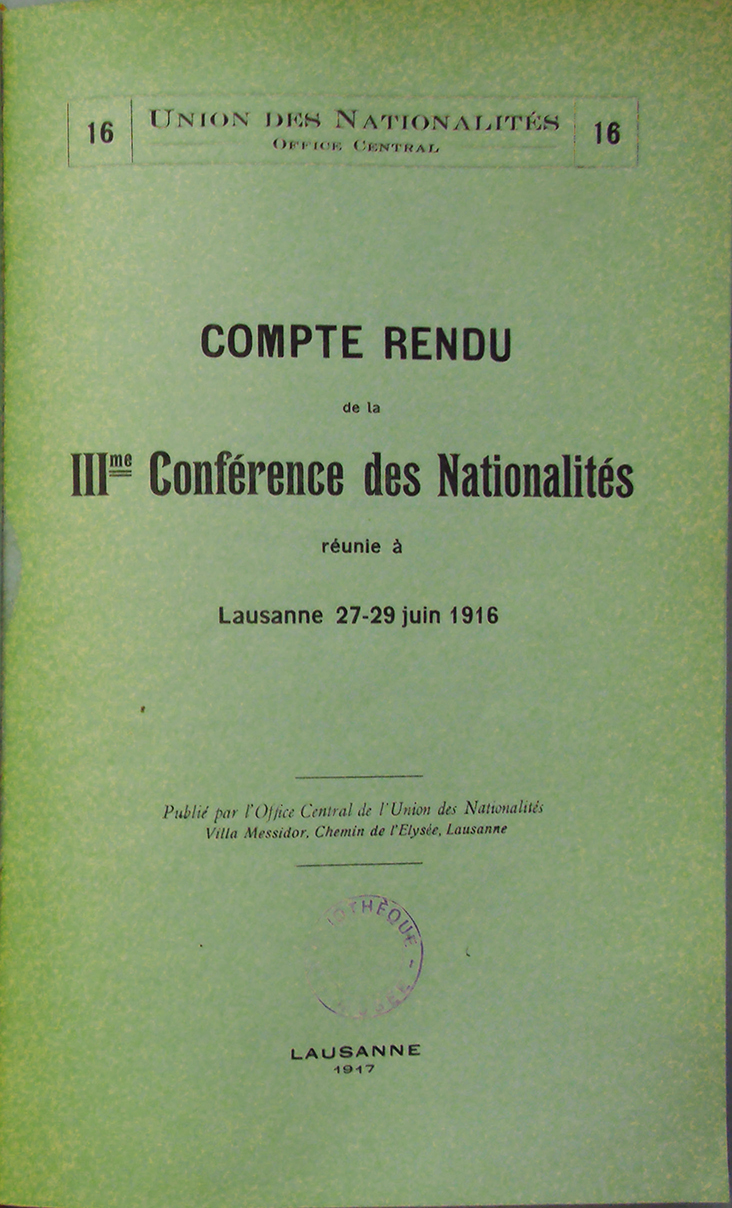 16 UNION DES NATIONALITÉS 16
OFFICE CENTRAL
COMPTE RENDU
de la
IIIme Conférence des Nationalités
réunie à
Lausanne 27-29 juin 1916
Publié par l'Office Central de l'Union des Nationalités
Villa Messidor, Chemin de l'Elysée, Lausanne
LAUSANNE
1917